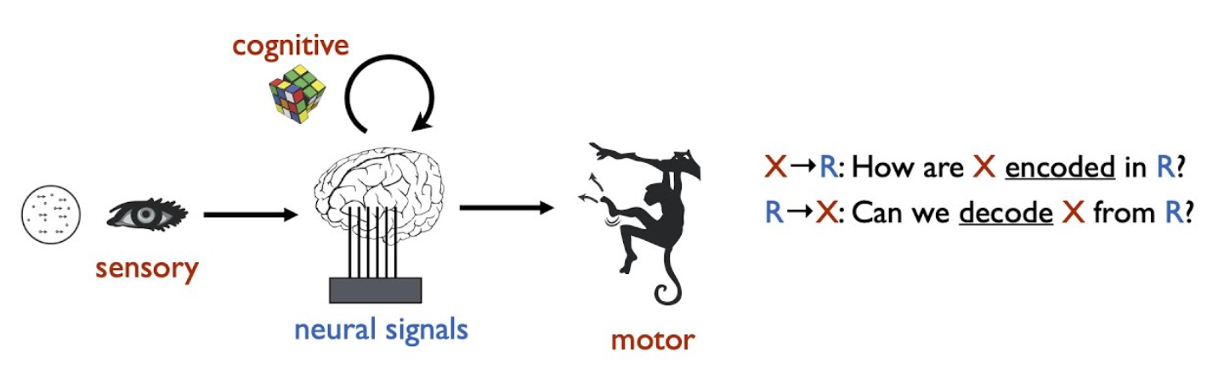 cognitive
sensory
neural signals
motor
X→R: How are X encoded in R?
R→X: Can we decode X from R?